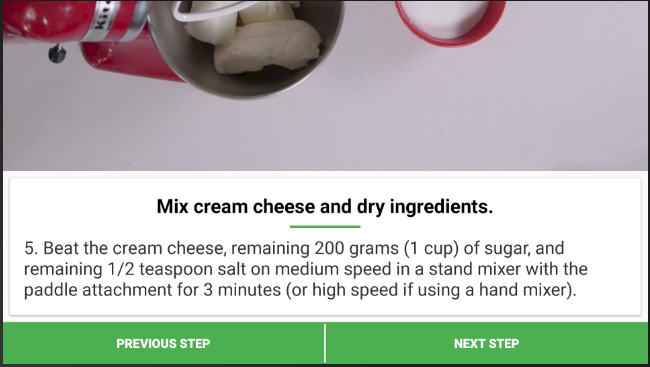 Kit
Mix cream cheese and dry ingredients.
5. Beat the cream cheese, remaining 200 grams (1 cup) of sugar, and
remaining 1/2 teaspoon salt on medium speed in a stand mixer with the
paddle attachment for 3 minutes (or high speed if using a hand mixer).
PREVIOUS STEP
NEXT STEP